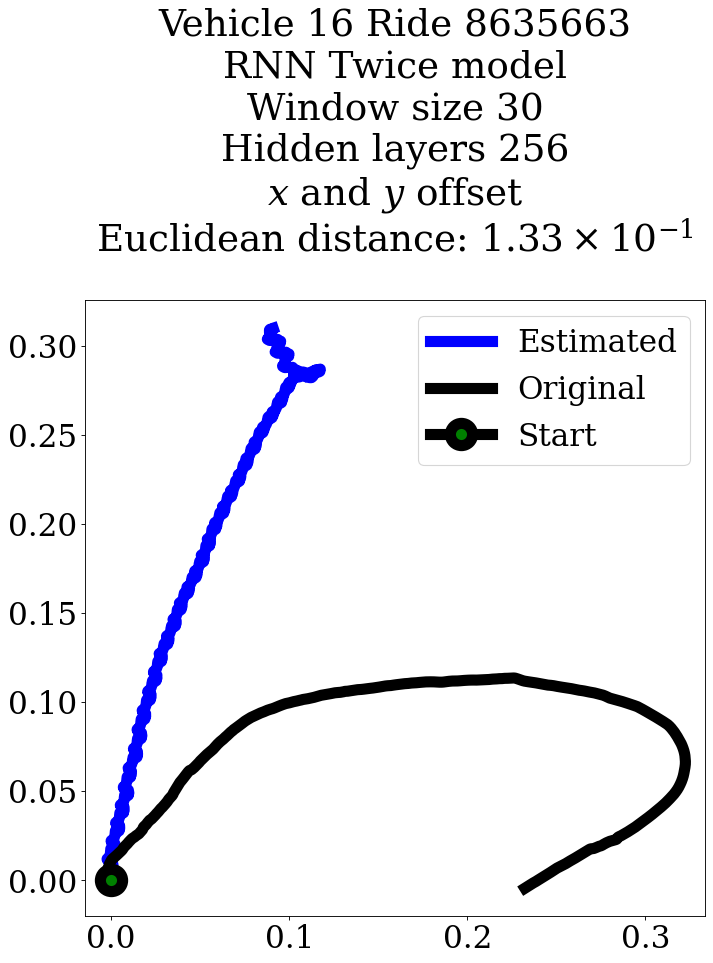 Vehicle 16 Ride 8635663
RNN Twice model
Window size 30
Hidden layers 256
x and y offset
Euclidean distance: 1.33 × 10⁻¹
Estimated
Original
Start
0.30
0.25
0.20
0.15
0.10
0.05
0.00
0.0 0.1 0.2 0.3